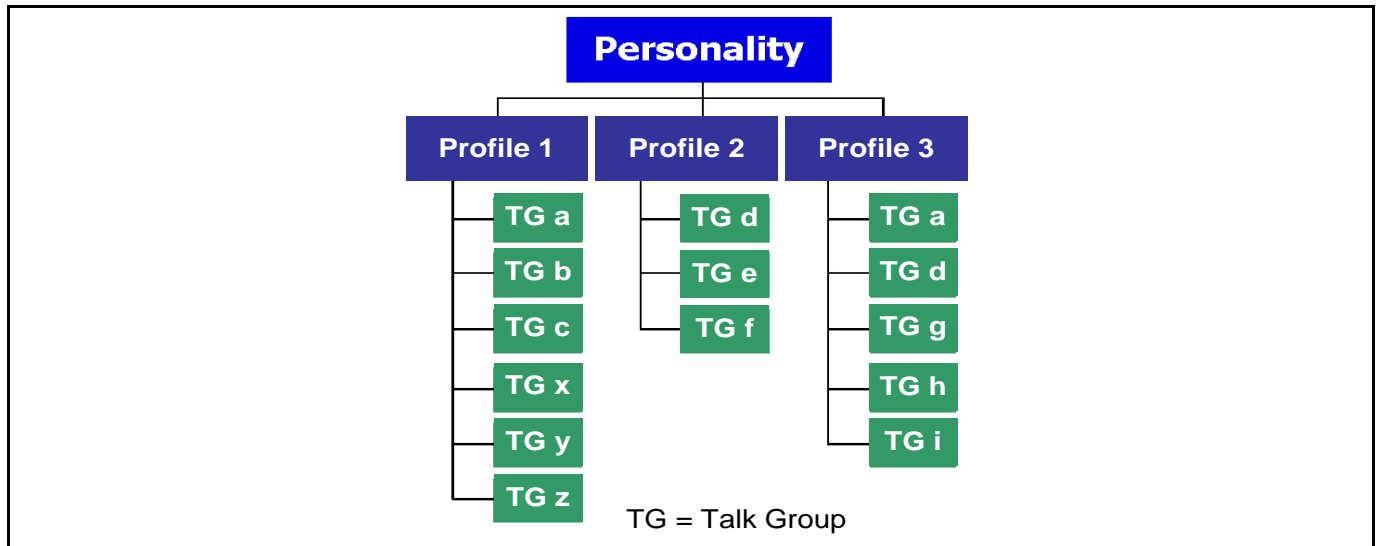 Personality
Profile 1
Profile 2
Profile 3
TG a
TG b
TG c
TG x
TG y
TG z
TG d
TG e
TG f
TG a
TG d
TG g
TG h
TG i
TG = Talk Group